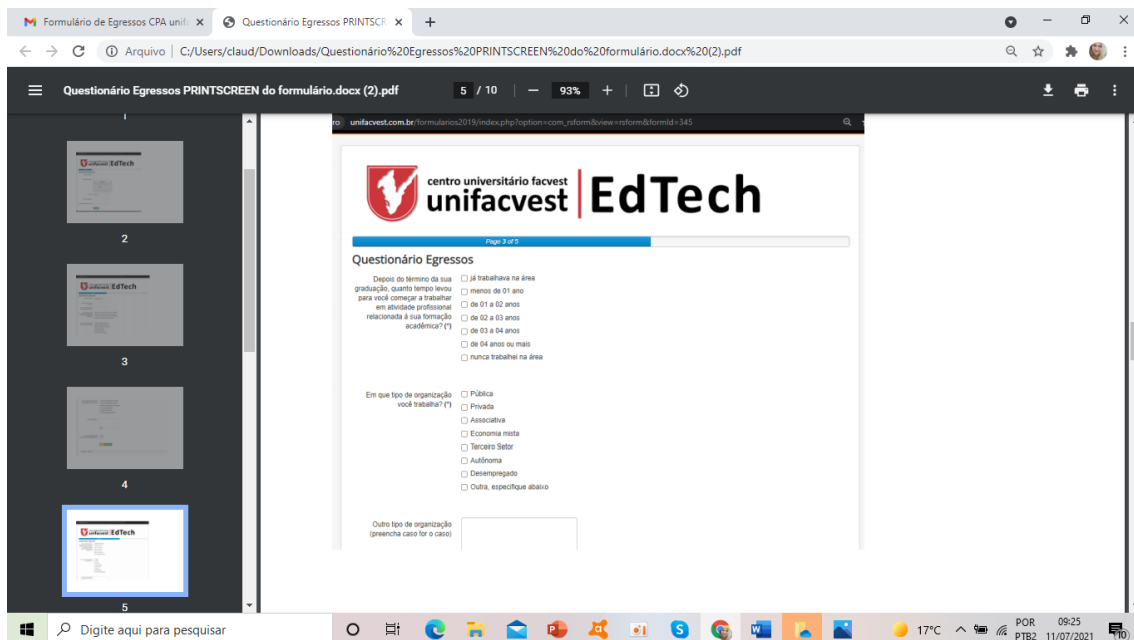 Formulário de Egressos CPA unifa
Questionário Egressos PRINTSCR
Arquivo | C:/Users/claud/Downloads/Questionário%20Egressos%20PRINTSCREEN%20do%20formulário.docx%20(2).pdf
Questionário Egressos PRINTSCREEN do formulário.docx (2).pdf
5 / 10 | − 93% +
2
EdTech
3
4
EdTech
5
ro unifacvest.com.br/formularios2019/index.php?option=com_rsform&view=rsform&formId=345
centro universitário facvest
unifacvest | EdTech
Page 3 of 5
Questionário Egressos
Depois do término da sua
graduação, quanto tempo levou
para você começar a trabalhar
em atividade profissional
relacionada à sua formação
acadêmica? (*)
já trabalhava na área
menos de 01 ano
de 01 a 02 anos
de 02 a 03 anos
de 03 a 04 anos
de 04 anos ou mais
nunca trabalhei na área
Em que tipo de organização
você trabalha? (*)
Pública
Privada
Associativa
Economia mista
Terceiro Setor
Autônoma
Desempregado
Outra, especifique abaixo
Outro tipo de organização
(preencha caso for o caso)
Digite aqui para pesquisar
17°C
POR
PTB2
09:25
11/07/2021